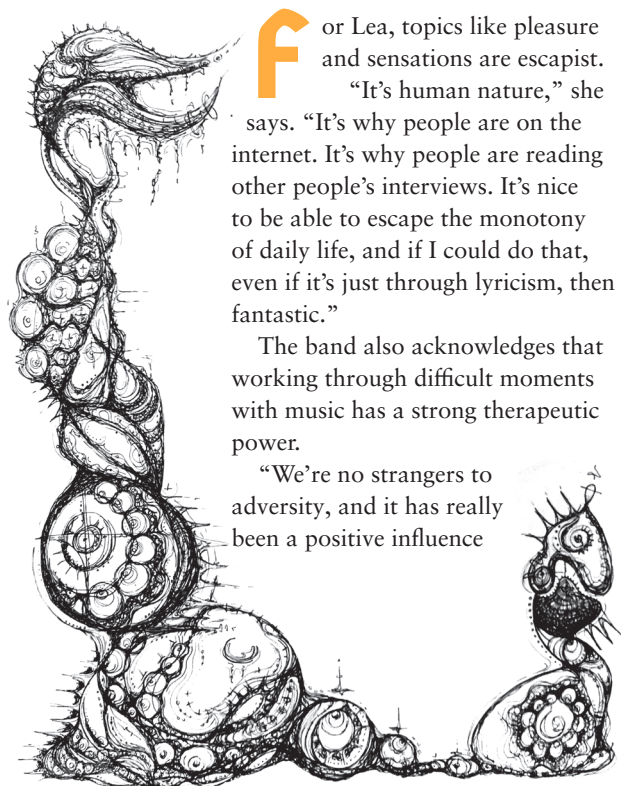 For Lea, topics like pleasure
and sensations are escapist.
“It’s human nature,” she
says. “It’s why people are on the
internet. It’s why people are reading
other people’s interviews. It’s nice
to be able to escape the monotony
of daily life, and if I could do that,
even if it’s just through lyricism, then
fantastic.”
The band also acknowledges that
working through difficult moments
with music has a strong therapeutic
power.
“We’re no strangers to
adversity, and it has really
been a positive influence